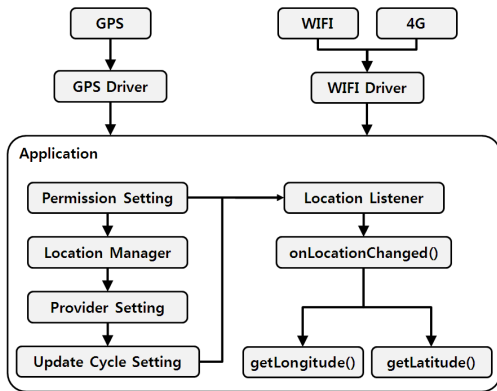 GPS
WIFI
4G
GPS Driver
WIFI Driver
Application
Permission Setting
Location Listener
Location Manager
onLocationChanged()
Provider Setting
Update Cycle Setting
getLongitude()
getLatitude()